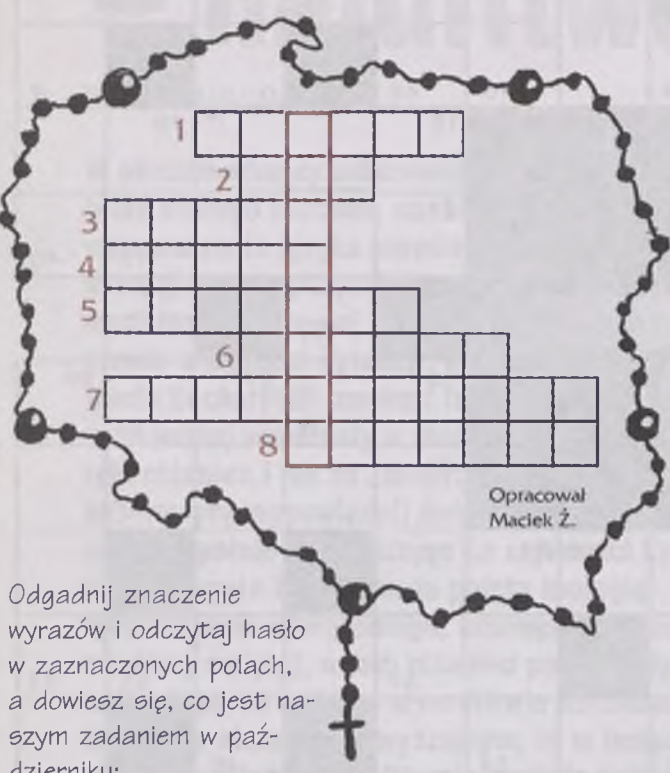 1
2
3
4
5
6
7
8
Opracował
Maciek Ż.
Odgadnij znaczenie
wyrazów i odczytaj hasło
w zaznaczonych polach,
a dowiesz się, co jest na-
szym zadaniem w paź-
dzierniku: